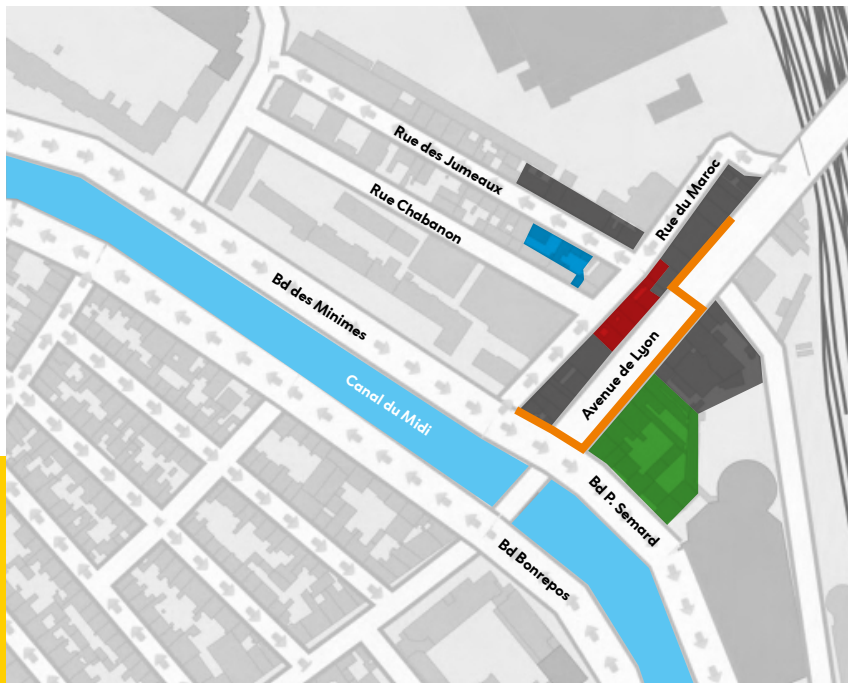 Rue des Jumeaux
Rue du Maroc
Rue Chabanon
Bd des Minimes
Avenue de Lyon
Canal du Midi
Bd P. Semard
Bd Bonrepos